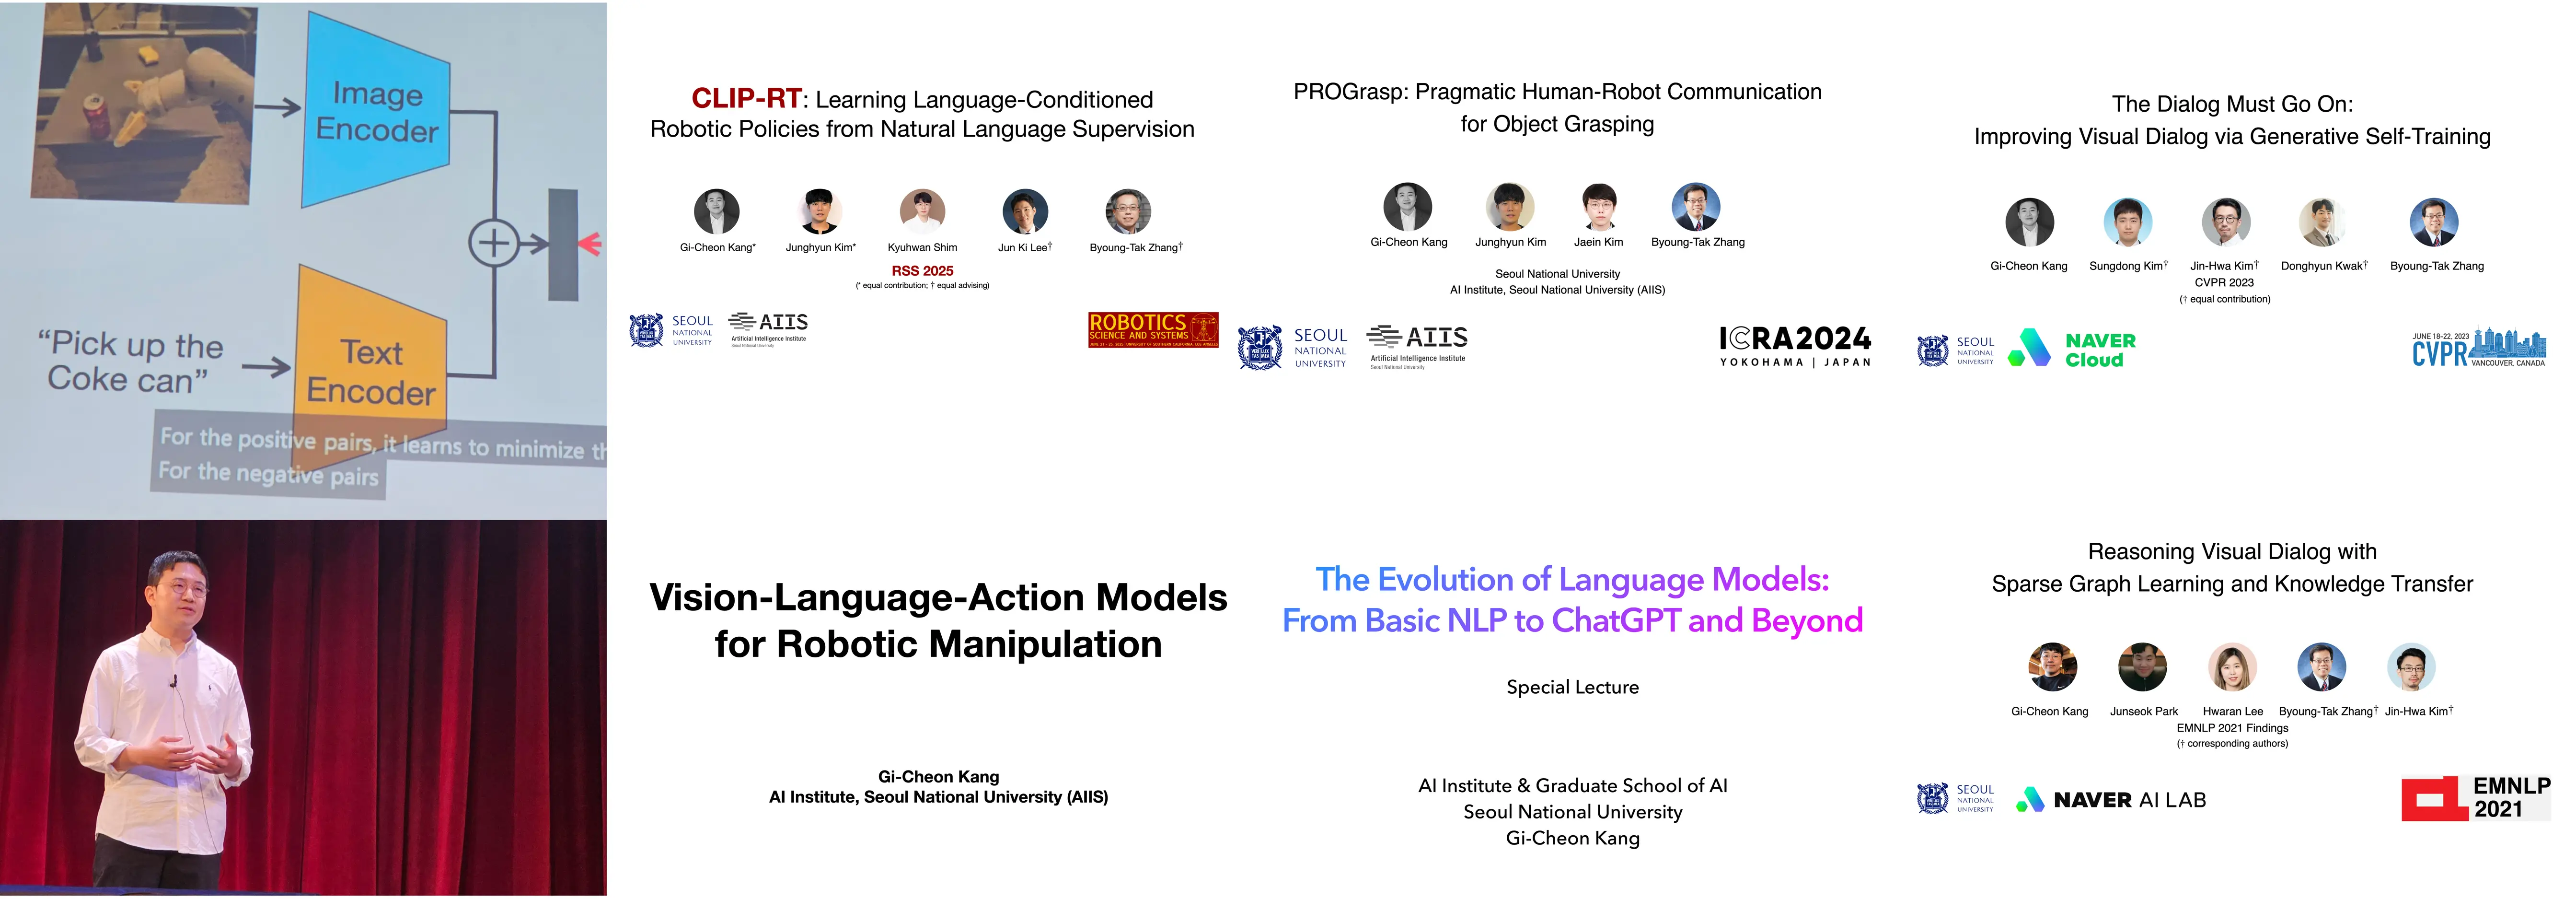 Image
Encoder
"Pick up the
Coke can"
Text
Encoder
For the positive pairs, it learns to minimize
For the negative pairs
CLIP-RT: Learning Language-Conditioned
Robotic Policies from Natural Language Supervision
Gi-Cheon Kang* Junghyun Kim* Kyuhwan Shim Jun Ki Lee† Byoung-Tak Zhang†
RSS 2025
(* equal contribution; † equal advising)
SEOUL
NATIONAL
UNIVERSITY
AIIS
Artificial Intelligence Institute
Seoul National University
ROBOTICS
SCIENCE AND SYSTEMS
PROGrasp: Pragmatic Human-Robot Communication
for Object Grasping
Gi-Cheon Kang Junghyun Kim Jaein Kim Byoung-Tak Zhang
Seoul National University
AI Institute, Seoul National University (AIIS)
SEOUL
NATIONAL
UNIVERSITY
AIIS
Artificial Intelligence Institute
Seoul National University
ICRA2024
YOKOHAMA | JAPAN
The Dialog Must Go On:
Improving Visual Dialog via Generative Self-Training
Gi-Cheon Kang Sungdong Kim† Jin-Hwa Kim† Donghyun Kwak† Byoung-Tak Zhang
CVPR 2023
(† equal contribution)
SEOUL
NATIONAL
UNIVERSITY
NAVER
Cloud
JUNE 18-22, 2023
CVPR
VANCOUVER, CANADA
Vision-Language-Action Models
for Robotic Manipulation
Gi-Cheon Kang
AI Institute, Seoul National University (AIIS)
The Evolution of Language Models:
From Basic NLP to ChatGPT and Beyond
Special Lecture
AI Institute & Graduate School of AI
Seoul National University
Gi-Cheon Kang
Reasoning Visual Dialog with
Sparse Graph Learning and Knowledge Transfer
Gi-Cheon Kang Junseok Park Hwaran Lee Byoung-Tak Zhang† Jin-Hwa Kim†
EMNLP 2021 Findings
(† corresponding authors)
SEOUL
NATIONAL
UNIVERSITY
NAVER AI LAB
EMNLP
2021